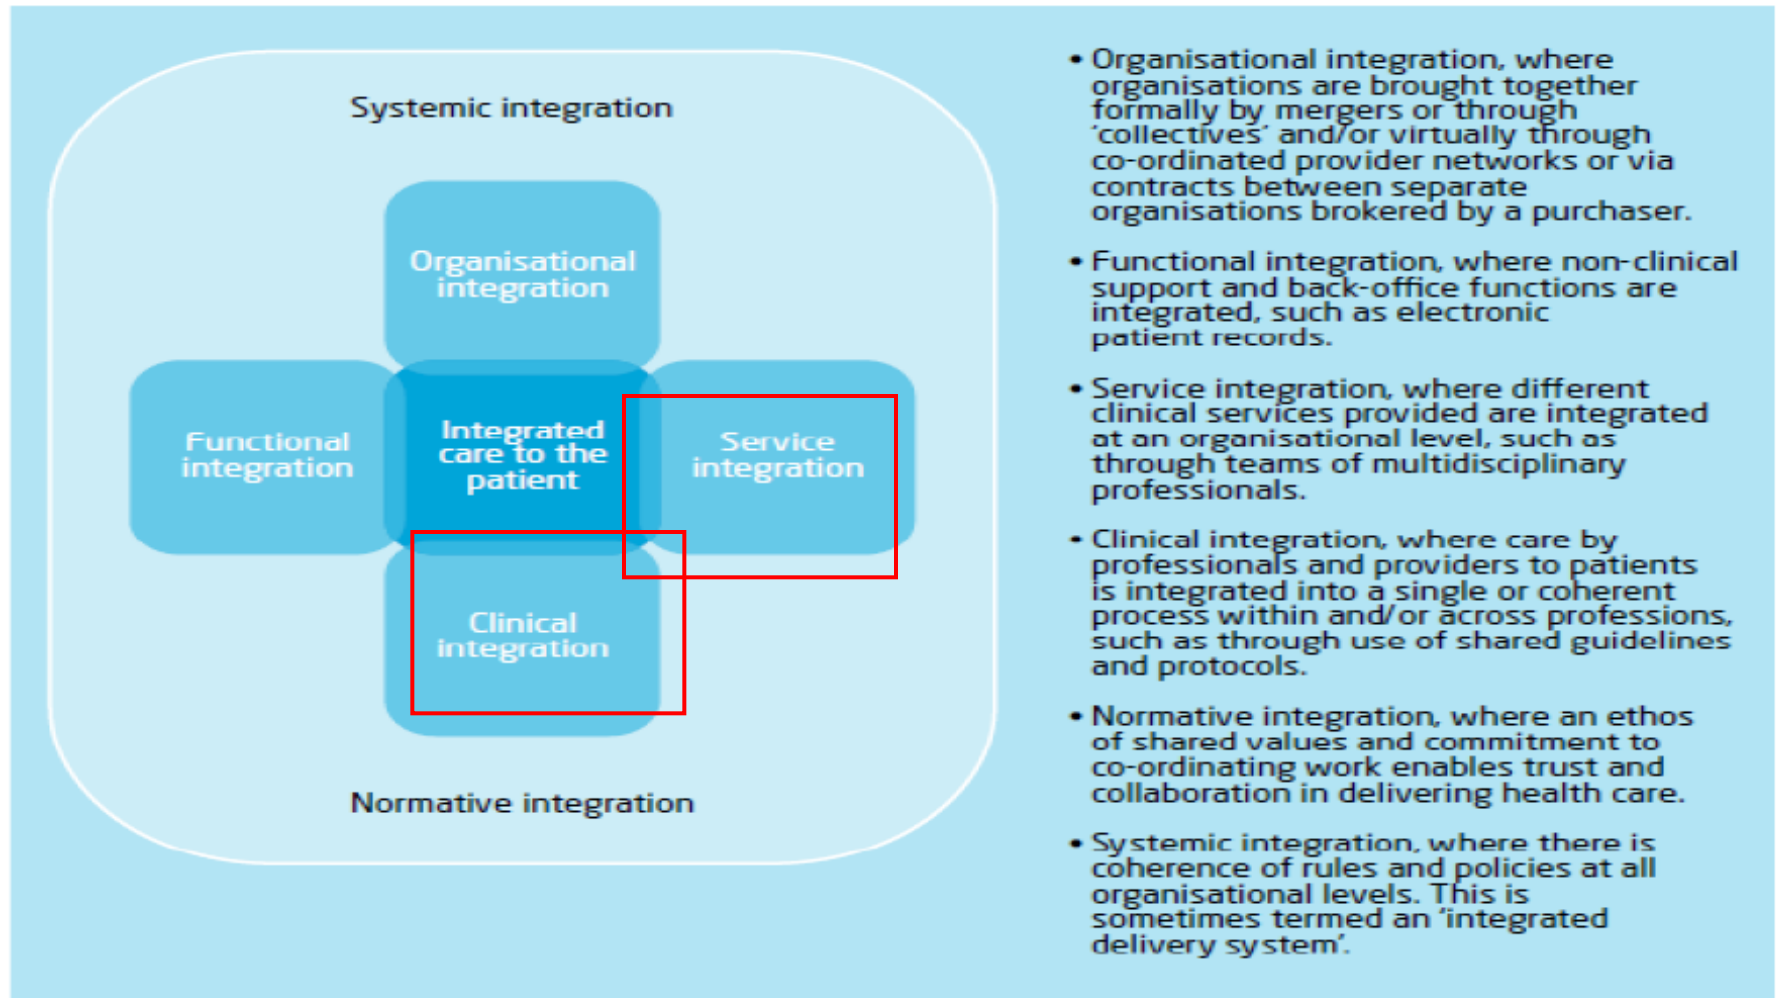 Systemic integration
Organisational
integration
Functional
integration
Integrated
care to the
patient
Service
integration
Clinical
integration
Normative integration
• Organisational integration, where
organisations are brought together
formally by mergers or through
‘collectives’ and/or virtually through
co-ordinated provider networks or via
contracts between separate
organisations brokered by a purchaser.
• Functional integration, where non-clinical
support and back-office functions are
integrated, such as electronic
patient records.
• Service integration, where different
clinical services provided are integrated
at an organisational level, such as
through teams of multidisciplinary
professionals.
• Clinical integration, where care by
professionals and providers to patients
is integrated into a single or coherent
process within and/or across professions,
such as through use of shared guidelines
and protocols.
• Normative integration, where an ethos
of shared values and commitment to
co-ordinating work enables trust and
collaboration in delivering health care.
• Systemic integration, where there is
coherence of rules and policies at all
organisational levels. This is
sometimes termed an ‘integrated
delivery system’.